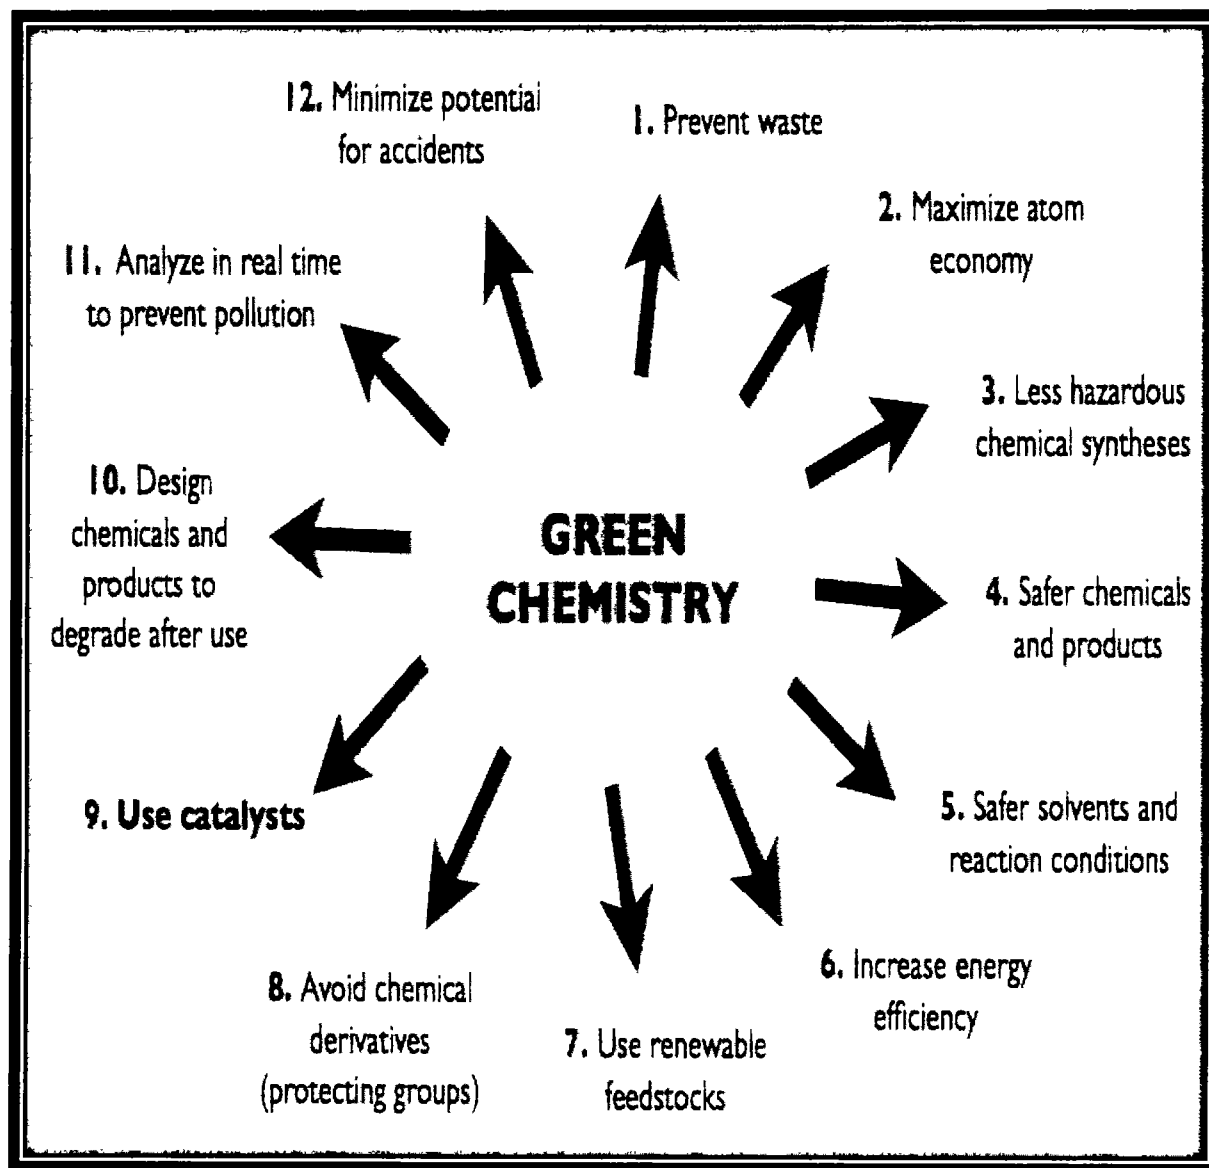 12. Minimize potential
for accidents
1. Prevent waste
2. Maximize atom
economy
3. Less hazardous
chemical syntheses
4. Safer chemicals
and products
5. Safer solvents and
reaction conditions
6. Increase energy
efficiency
7. Use renewable
feedstocks
8. Avoid chemical
derivatives
(protecting groups)
9. Use catalysts
10. Design
chemicals and
products to
degrade after use
11. Analyze in real time
to prevent pollution
GREEN
CHEMISTRY